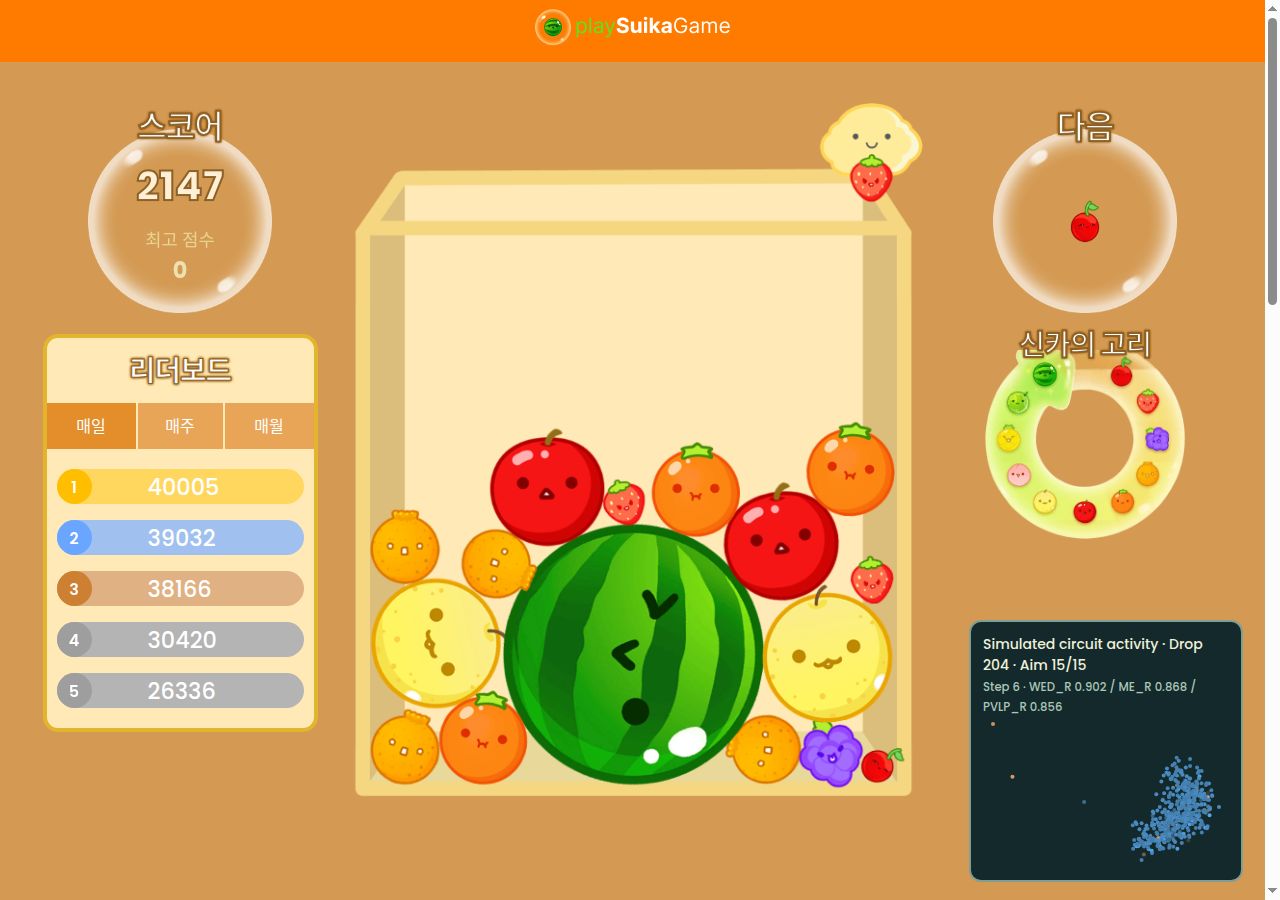 playSuikaGame
스코어
2147
최고 점수
0
리더보드
매일 매주 매월
1 40005
2 39032
3 38166
4 30420
5 26336
다음
신카의 고리
Simulated circuit activity · Drop
204 · Aim 15/15
Step 6 · WED_R 0.902 / ME_R 0.868 /
PVLP_R 0.856